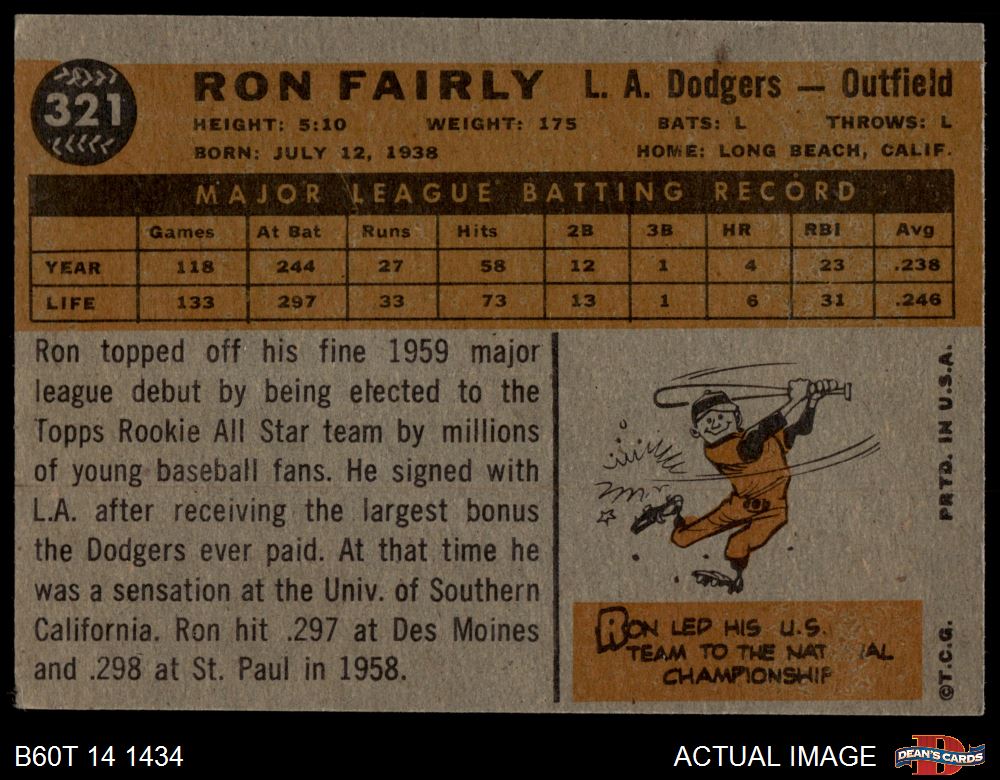 321
RON FAIRLY L. A. Dodgers — Outfield
HEIGHT: 5:10 WEIGHT: 175 BATS: L THROWS: L
BORN: JULY 12, 1938 HOME: LONG BEACH, CALIF.
MAJOR LEAGUE BATTING RECORD
Games At Bat Runs Hits 2B 3B HR RBI Avg
YEAR 118 244 27 58 12 1 4 23 .238
LIFE 133 297 33 73 13 1 6 31 .246
Ron topped off his fine 1959 major
league debut by being elected to the
Topps Rookie All Star team by millions
of young baseball fans. He signed with
L.A. after receiving the largest bonus
the Dodgers ever paid. At that time he
was a sensation at the Univ. of Southern
California. Ron hit .297 at Des Moines
and .298 at St. Paul in 1958.
RON LED HIS U.S.
TEAM TO THE
CHAMPIONSHIP
PRTD. IN U.S.A.
©T.C.G.
B60T 14 1434
ACTUAL IMAGE
D
DEAN'S CARDS